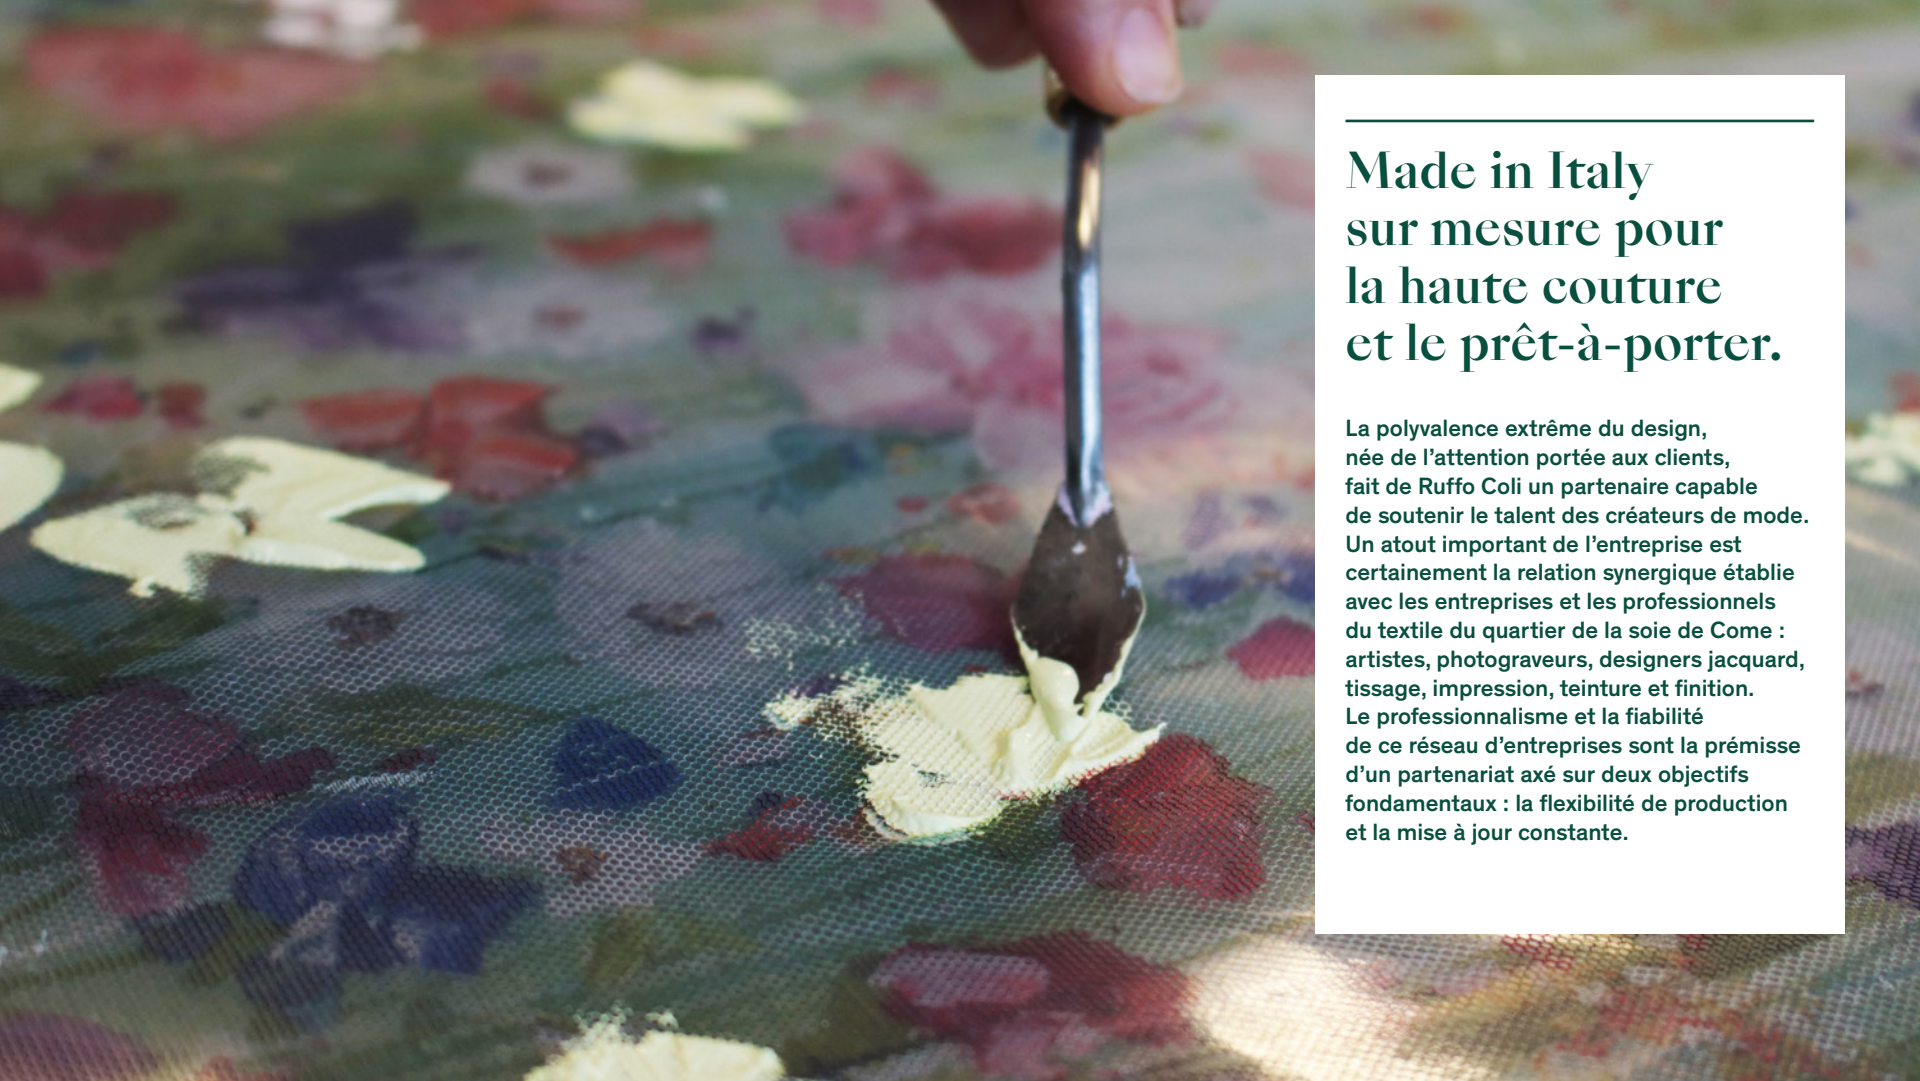 Made in Italy
sur mesure pour
la haute couture
et le prêt-à-porter.
La polyvalence extrême du design,
née de l’attention portée aux clients,
fait de Ruffo Coli un partenaire capable
de soutenir le talent des créateurs de mode.
Un atout important de l’entreprise est
certainement la relation synergique établie
avec les entreprises et les professionnels
du textile du quartier de la soie de Come :
artistes, photograveurs, designers jacquard,
tissage, impression, teinture et finition.
Le professionnalisme et la fiabilité
de ce réseau d’entreprises sont la prémisse
d’un partenariat axé sur deux objectifs
fondamentaux : la flexibilité de production
et la mise à jour constante.